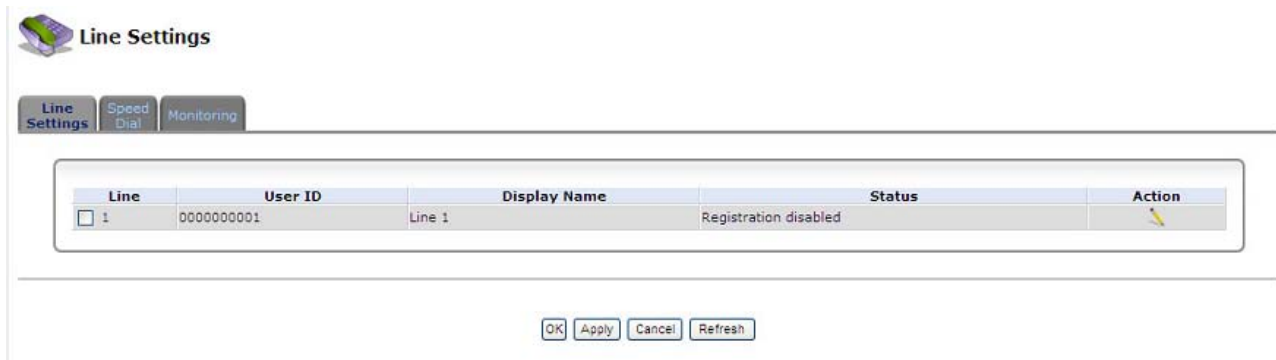 Line Settings
Line Settings
Speed Dial
Monitoring
Line User ID Display Name Status Action
1 0000000001 Line 1 Registration disabled
OK Apply Cancel Refresh